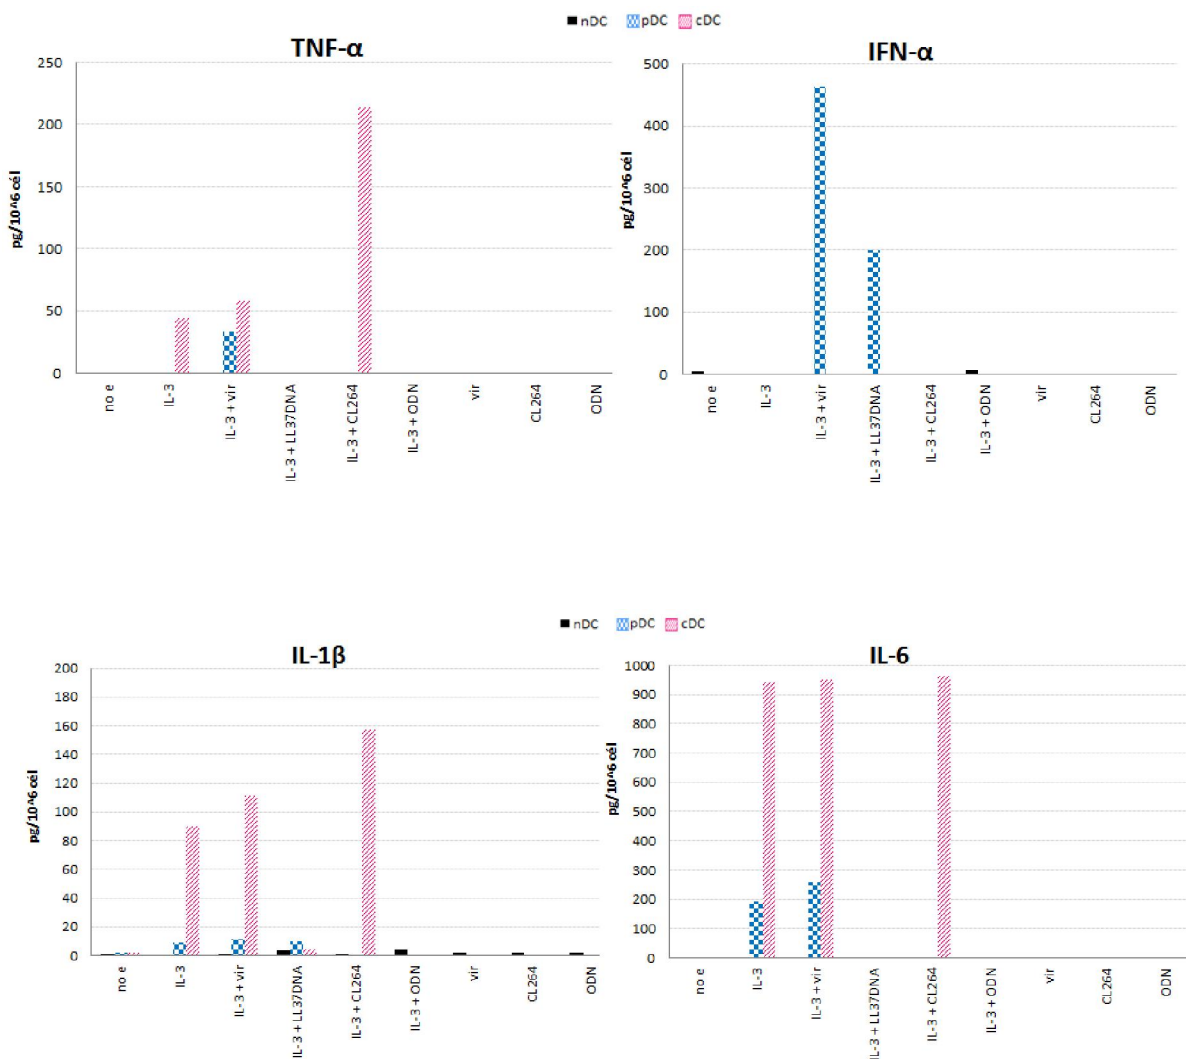 nDC pDC cDC
TNF-α
pg/10^6 cél
250
200
150
100
50
0
no e
IL-3
IL-3 + vir
IL-3 + LL37DNA
IL-3 + CL264
IL-3 + ODN
vir
CL264
ODN
IFN-α
pg/10^6 cél
500
400
300
200
100
0
no e
IL-3
IL-3 + vir
IL-3 + LL37DNA
IL-3 + CL264
IL-3 + ODN
vir
CL264
ODN
nDC pDC cDC
IL-1β
pg/10^6 cél
200
180
160
140
120
100
80
60
40
20
0
no e
IL-3
IL-3 + vir
IL-3 + LL37DNA
IL-3 + CL264
IL-3 + ODN
vir
CL264
ODN
IL-6
pg/10^6 cél
1000
900
800
700
600
500
400
300
200
100
0
no e
IL-3
IL-3 + vir
IL-3 + LL37DNA
IL-3 + CL264
IL-3 + ODN
vir
CL264
ODN